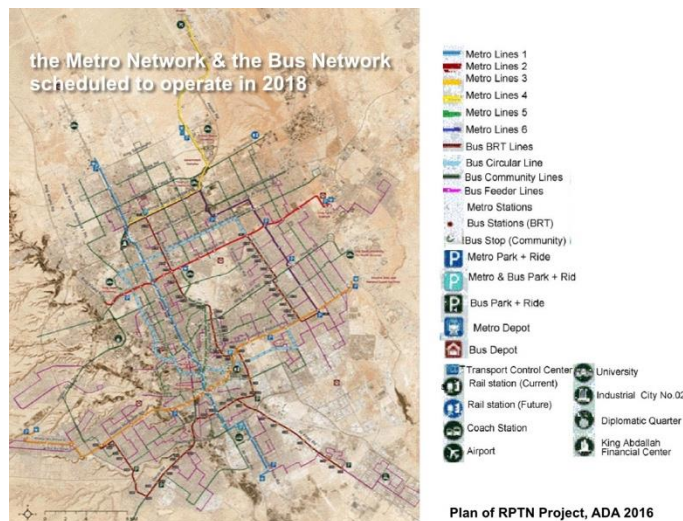 the Metro Network & the Bus Network
scheduled to operate in 2018
Metro Lines 1
Metro Lines 2
Metro Lines 3
Metro Lines 4
Metro Lines 5
Metro Lines 6
Bus BRT Lines
Bus Circular Line
Bus Community Lines
Bus Feeder Lines
Metro Stations
Bus Stations (BRT)
Bus Stop (Community)
Metro Park + Ride
Metro & Bus Park + Rid
Bus Park + Ride
Metro Depot
Bus Depot
Transport Control Center
Rail station (Current)
Rail station (Future)
Coach Station
Airport
University
Industrial City No.02
Diplomatic Quarter
King Abdallah
Financial Center
Plan of RPTN Project, ADA 2016